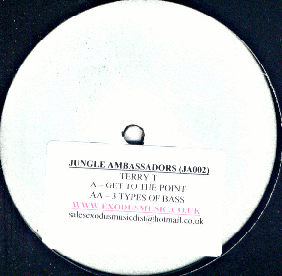 JUNGLE AMBASSADORS (JA002)
TERRY T
A – GET TO THE POINT
AA – 3 TYPES OF BASS
WWW.EXODUSMUSIC.CO.UK
salesexodusmusicdist@hotmail.co.uk